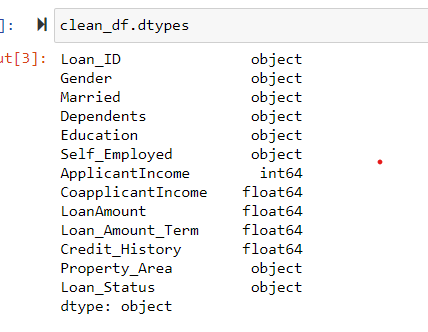 ]: clean_df.dtypes
ut[3]: Loan_ID object
Gender object
Married object
Dependents object
Education object
Self_Employed object
ApplicantIncome int64
CoapplicantIncome float64
LoanAmount float64
Loan_Amount_Term float64
Credit_History float64
Property_Area object
Loan_Status object
dtype: object